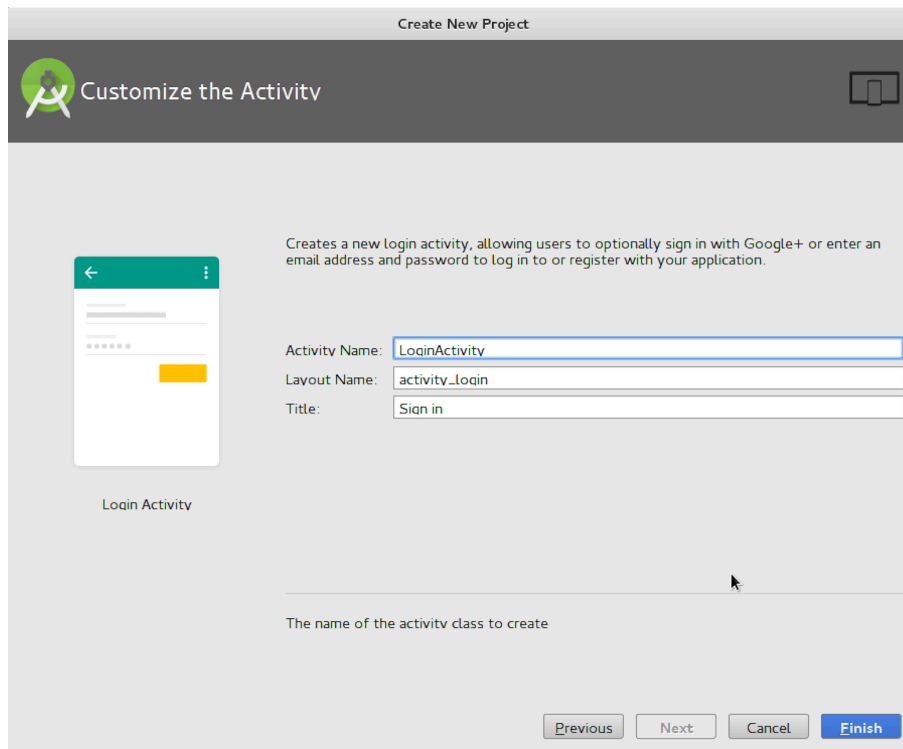 Create New Project
Customize the Activity
Creates a new login activity, allowing users to optionally sign in with Google+ or enter an
email address and password to log in to or register with your application.
Activity Name: LoginActivity
Layout Name: activity_login
Title: Sign in
Login Activity
The name of the activity class to create
Previous Next Cancel Finish